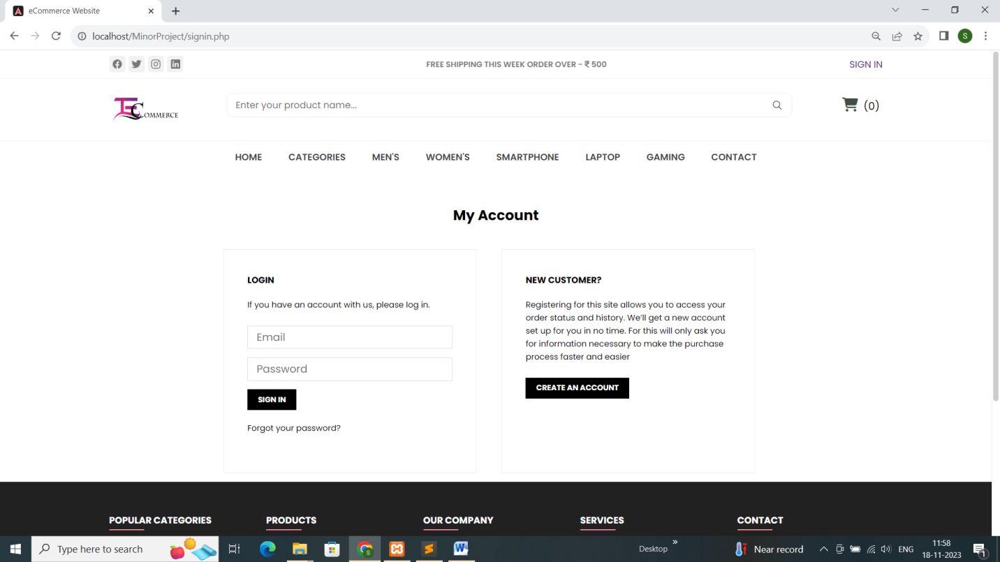 eCommerce Website
localhost/MinorProject/signin.php
S
FREE SHIPPING THIS WEEK ORDER OVER - ₹ 500
SIGN IN
ECOMMERCE
Enter your product name...
(0)
HOME CATEGORIES MEN'S WOMEN'S SMARTPHONE LAPTOP GAMING CONTACT
My Account
LOGIN
If you have an account with us, please log in.
Email
Password
SIGN IN
Forgot your password?
NEW CUSTOMER?
Registering for this site allows you to access your
order status and history. We’ll get a new account
set up for you in no time. For this will only ask you
for information necessary to make the purchase
process faster and easier
CREATE AN ACCOUNT
POPULAR CATEGORIES PRODUCTS OUR COMPANY SERVICES CONTACT
Type here to search
Desktop
Near record
ENG
11:58
18-11-2023
1